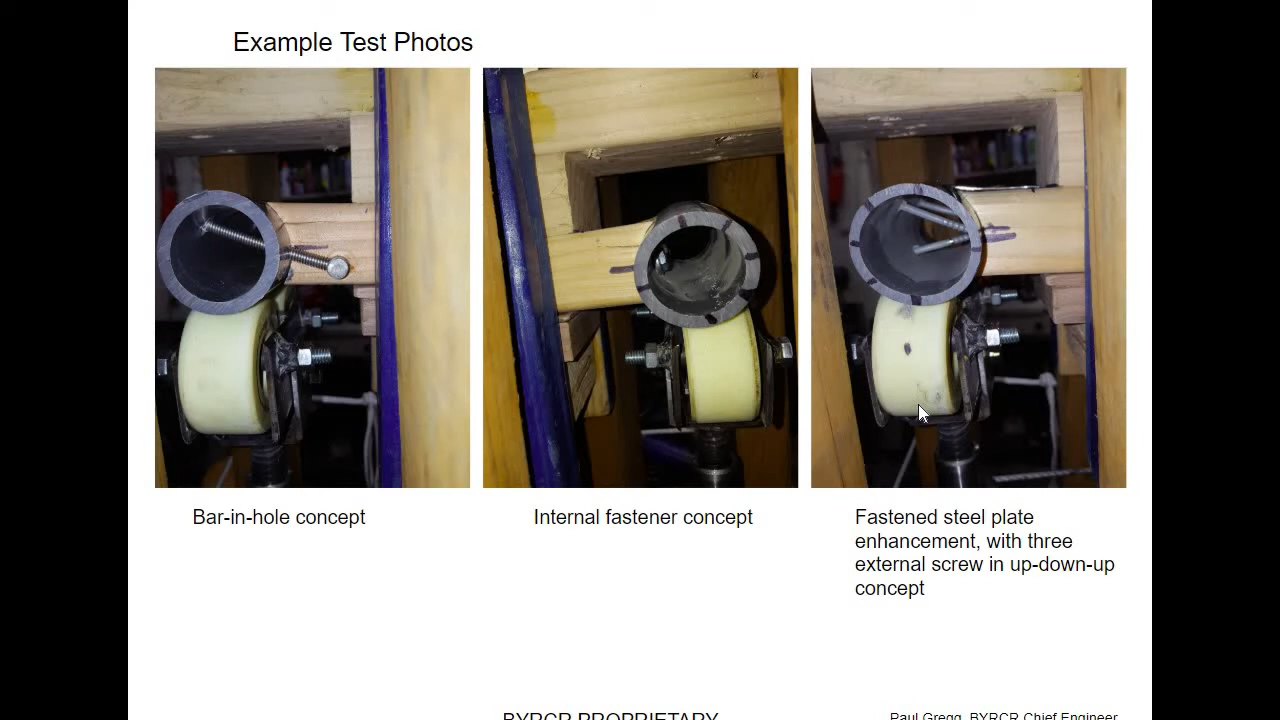 Example Test Photos
Bar-in-hole concept
Internal fastener concept
Fastened steel plate
enhancement, with three
external screw in up-down-up
concept
BYRCR PROPRIETARY
Paul Gregg, BYRCR Chief Engineer